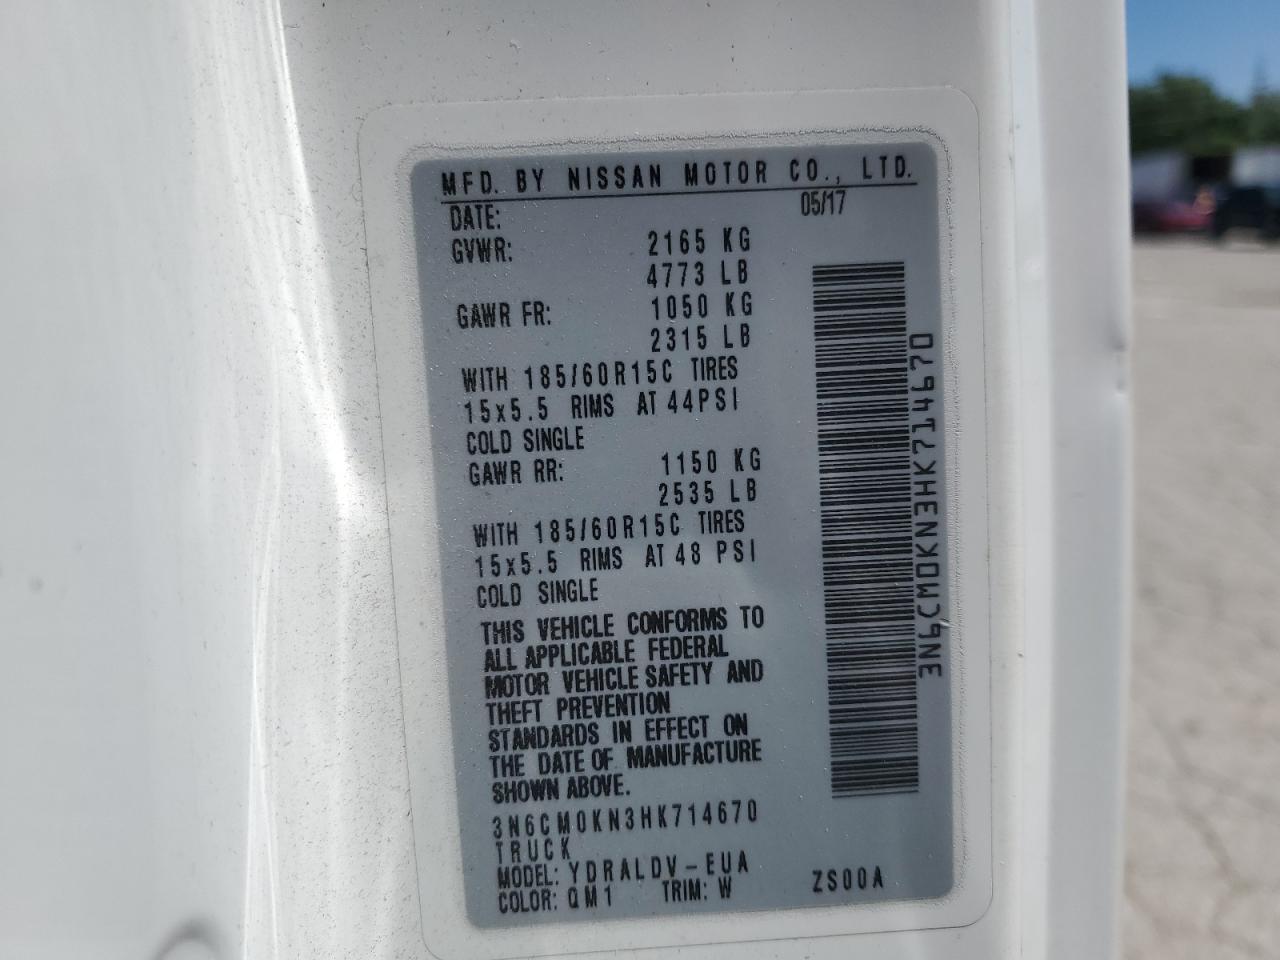 MFD. BY NISSAN MOTOR CO., LTD.
DATE: 05/17
GVWR: 2165 KG
4773 LB
GAWR FR: 1050 KG
2315 LB
WITH 185/60R15C TIRES
15x5.5 RIMS AT 44PSI
COLD SINGLE
GAWR RR: 1150 KG
2535 LB
WITH 185/60R15C TIRES
15x5.5 RIMS AT 48 PSI
COLD SINGLE
THIS VEHICLE CONFORMS TO
ALL APPLICABLE FEDERAL
MOTOR VEHICLE SAFETY AND
THEFT PREVENTION
STANDARDS IN EFFECT ON
THE DATE OF MANUFACTURE
SHOWN ABOVE.
3N6CM0KN3HK714670
TRUCK
MODEL: YDRALDV-EUA
COLOR: QM1 TRIM: W ZS00A
3N6CM0KN3HK714670